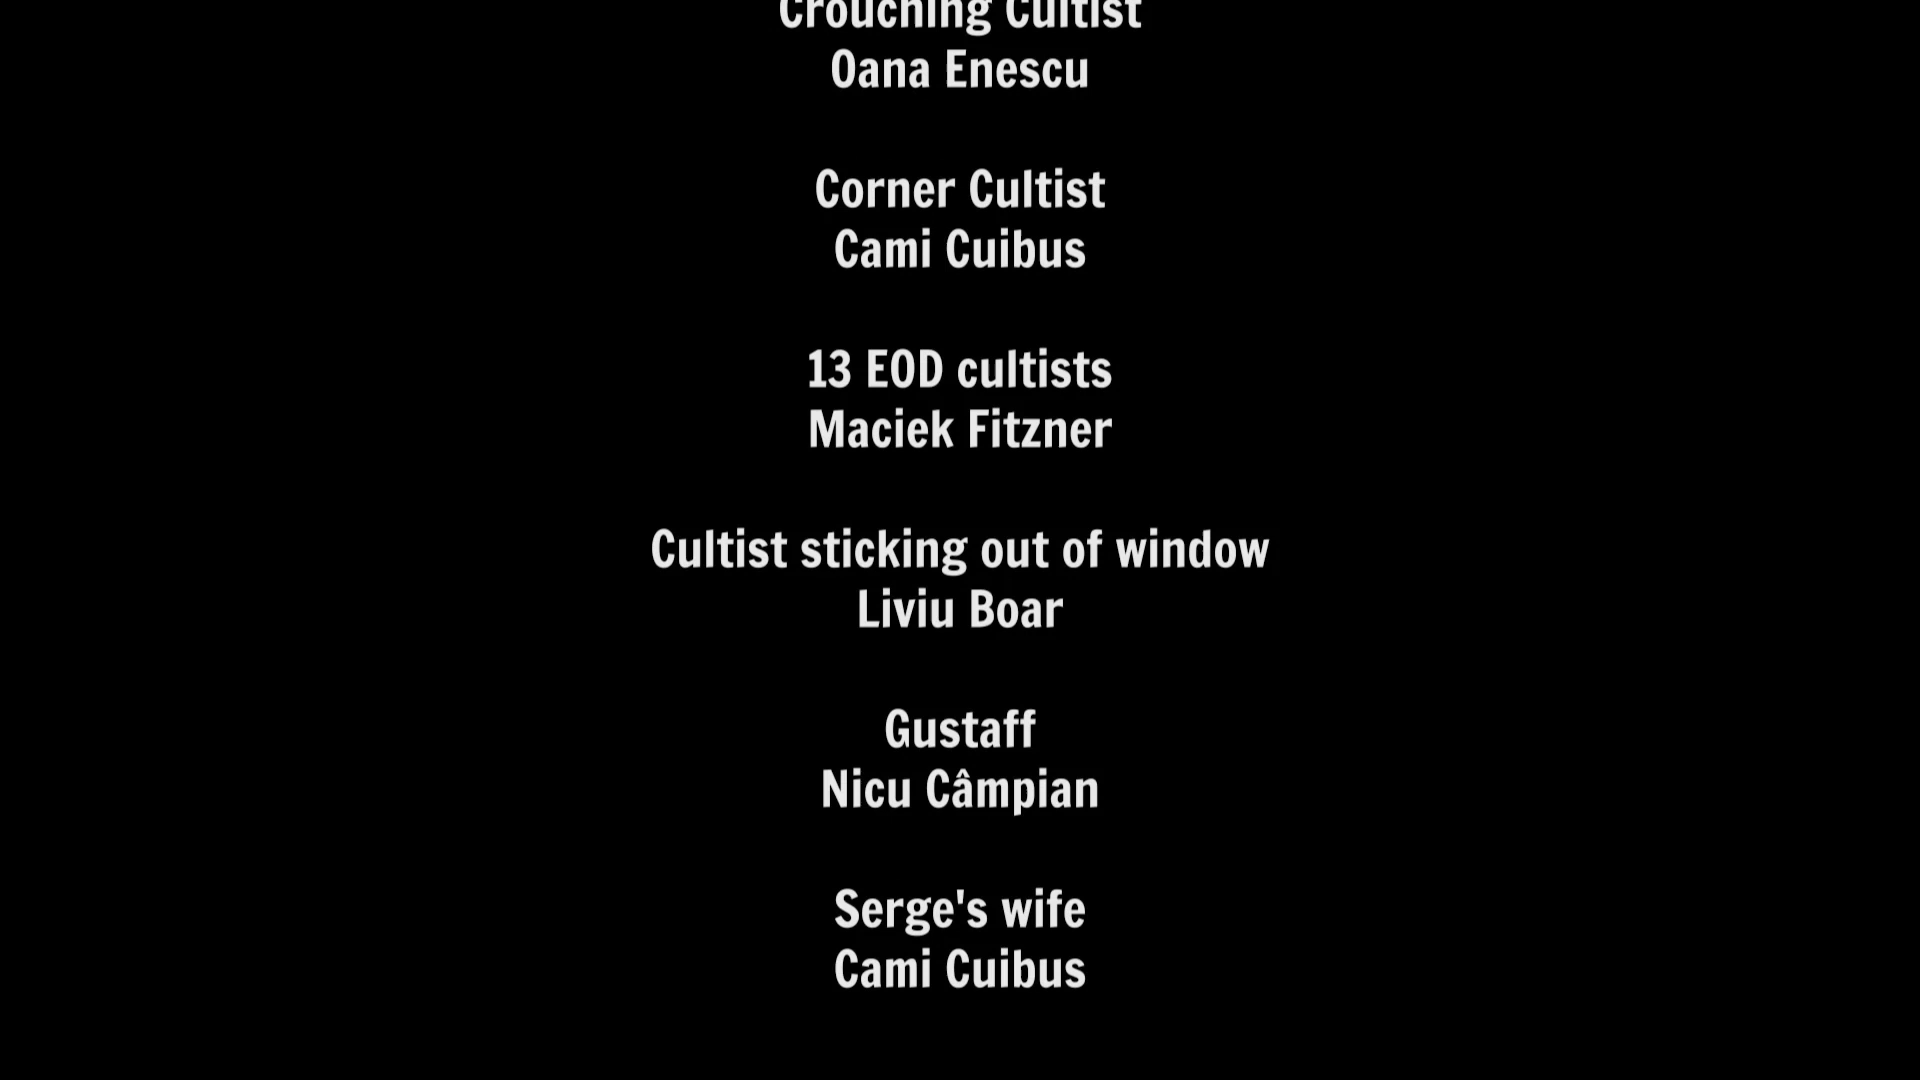 Crouching Cultist
Oana Enescu
Corner Cultist
Cami Cuibus
13 EOD cultists
Maciek Fitzner
Cultist sticking out of window
Liviu Boar
Gustaff
Nicu Câmpian
Serge's wife
Cami Cuibus